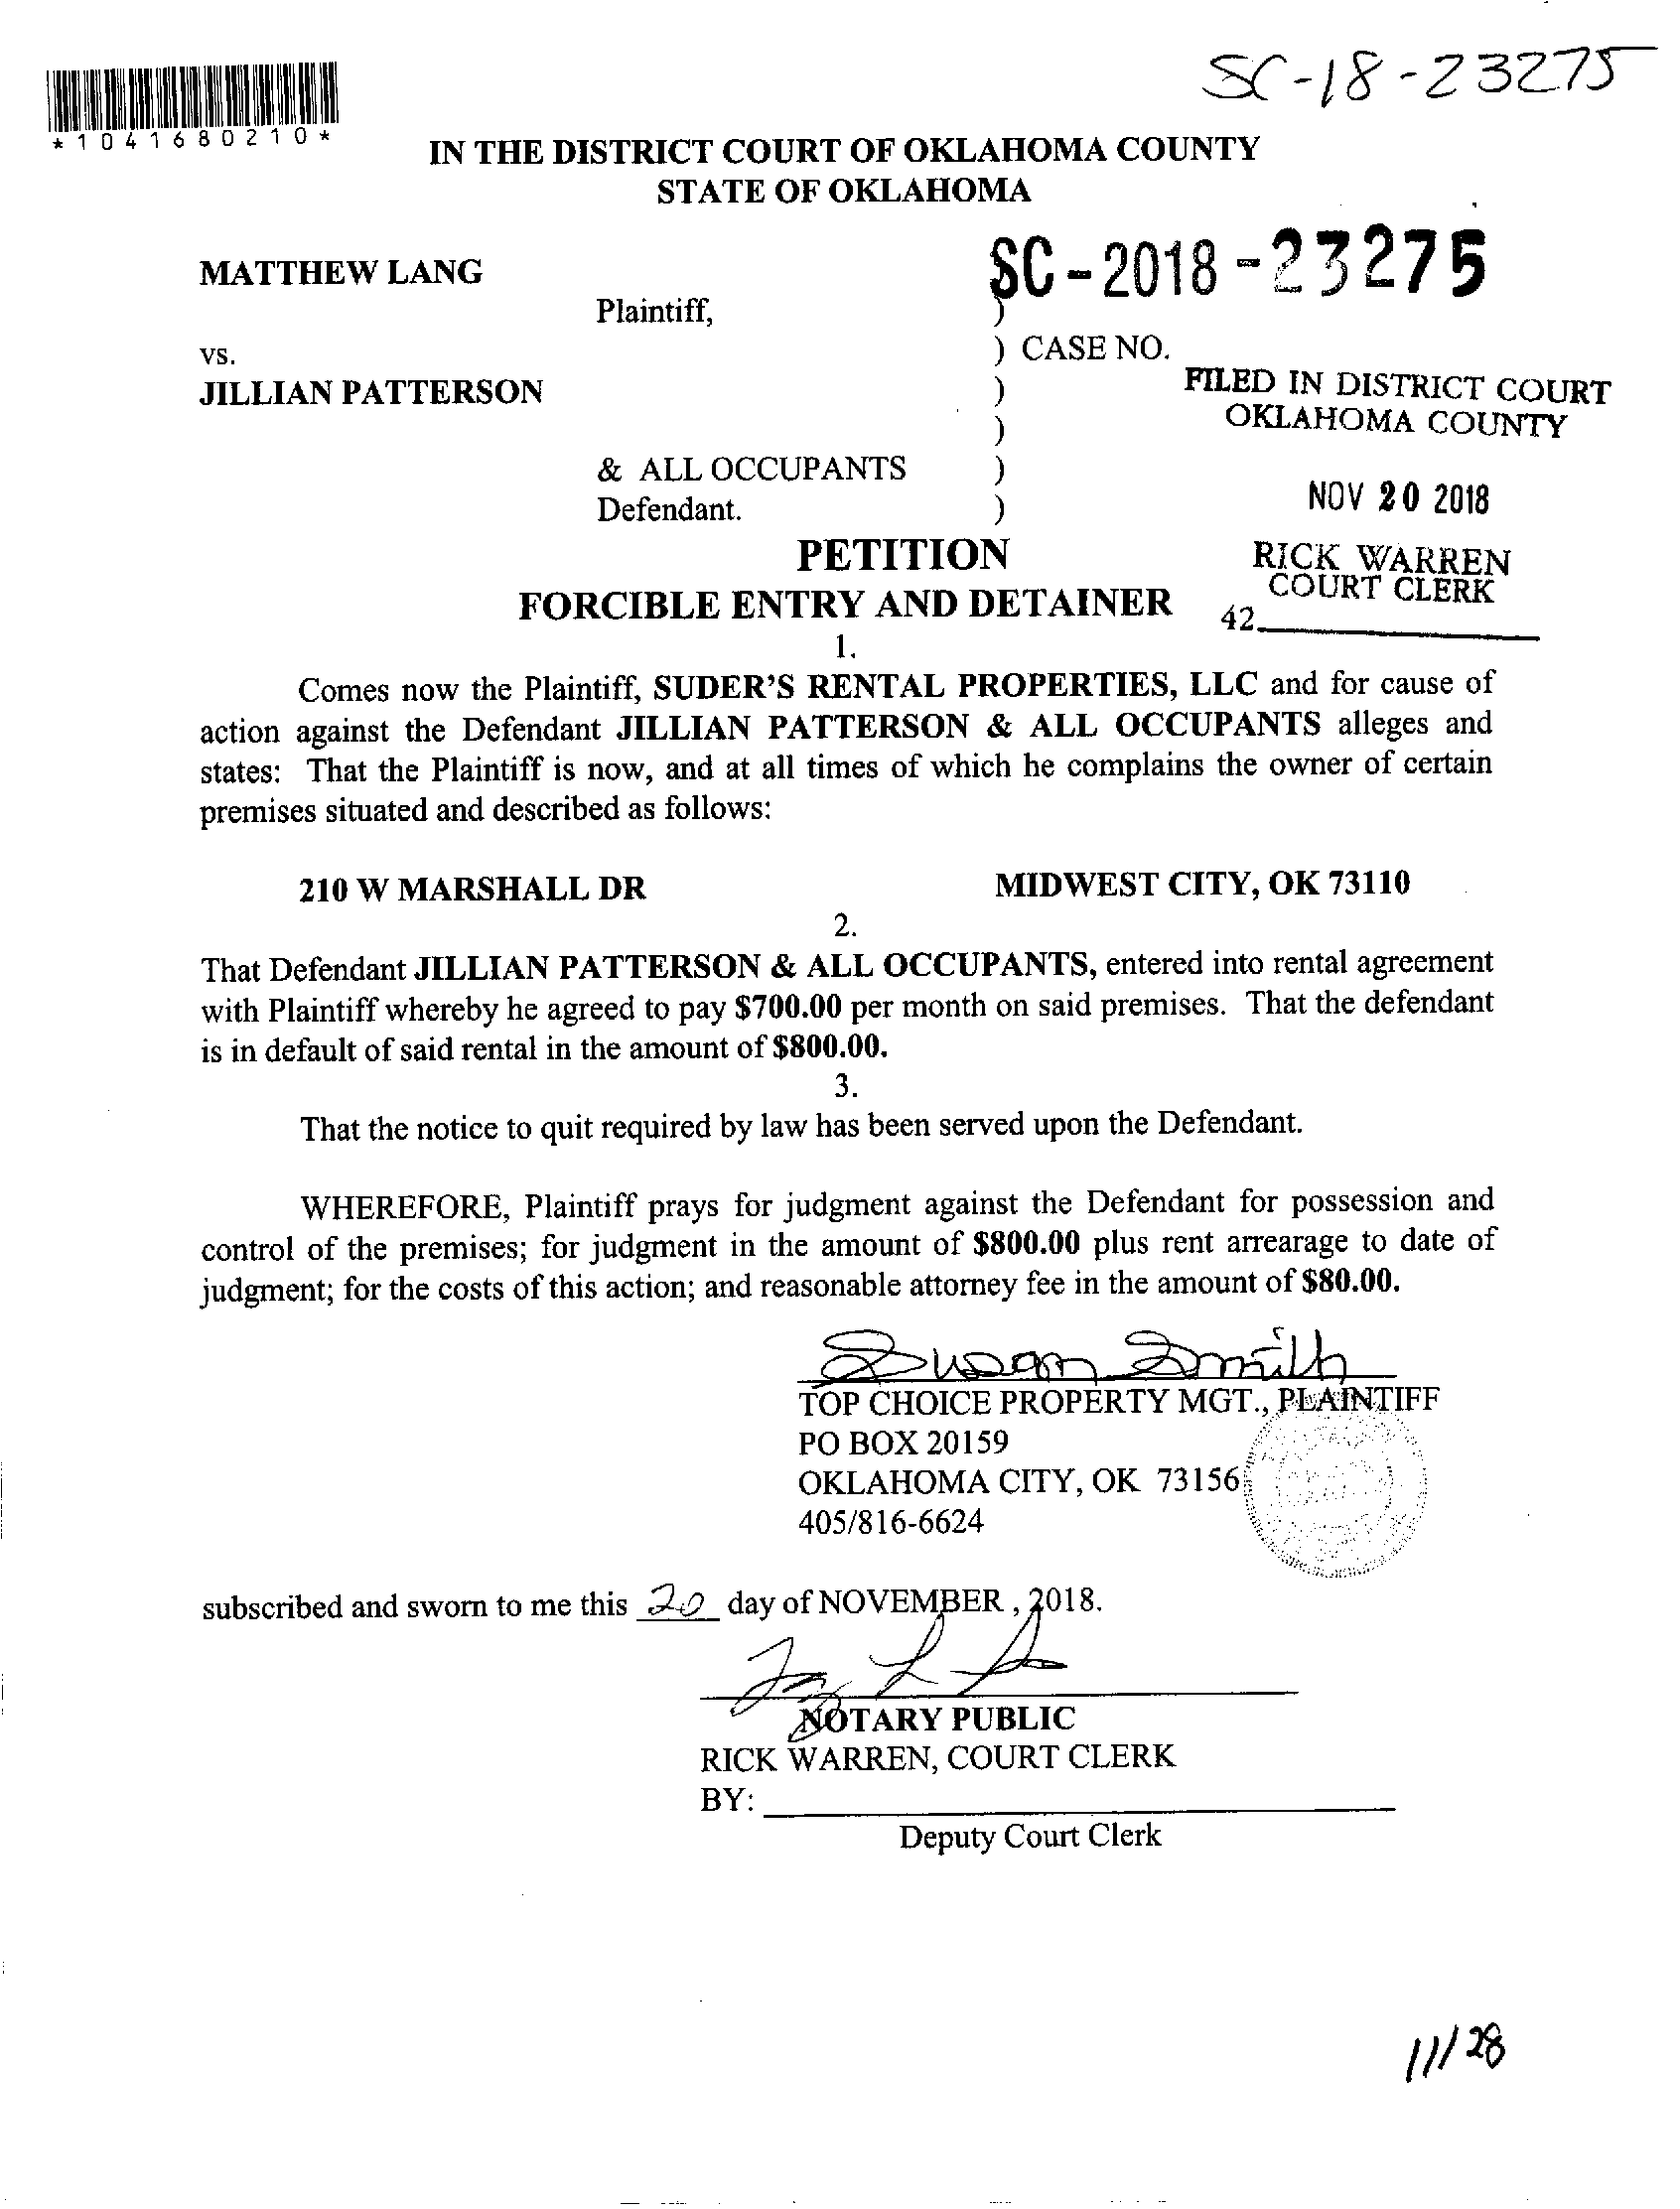 SC-18-23275
*1041680210*
IN THE DISTRICT COURT OF OKLAHOMA COUNTY
STATE OF OKLAHOMA
SC-2018-23275
MATTHEW LANG
Plaintiff, )
vs. ) CASE NO.
JILLIAN PATTERSON )
FILED IN DISTRICT COURT
OKLAHOMA COUNTY
)
& ALL OCCUPANTS )
Defendant. )
NOV 20 2018
PETITION
RICK WARREN
COURT CLERK
FORCIBLE ENTRY AND DETAINER
42
1.
Comes now the Plaintiff, SUDER'S RENTAL PROPERTIES, LLC and for cause of
action against the Defendant JILLIAN PATTERSON & ALL OCCUPANTS alleges and
states: That the Plaintiff is now, and at all times of which he complains the owner of certain
premises situated and described as follows:
210 W MARSHALL DR MIDWEST CITY, OK 73110
2.
That Defendant JILLIAN PATTERSON & ALL OCCUPANTS, entered into rental agreement
with Plaintiff whereby he agreed to pay $700.00 per month on said premises. That the defendant
is in default of said rental in the amount of $800.00.
3.
That the notice to quit required by law has been served upon the Defendant.
WHEREFORE, Plaintiff prays for judgment against the Defendant for possession and
control of the premises; for judgment in the amount of $800.00 plus rent arrearage to date of
judgment; for the costs of this action; and reasonable attorney fee in the amount of $80.00.
Susan Smith
TOP CHOICE PROPERTY MGT., PLAINTIFF
PO BOX 20159
OKLAHOMA CITY, OK 73156
405/816-6624
subscribed and sworn to me this 20 day of NOVEMBER , 2018.
NOTARY PUBLIC
RICK WARREN, COURT CLERK
BY:
Deputy Court Clerk
11/28